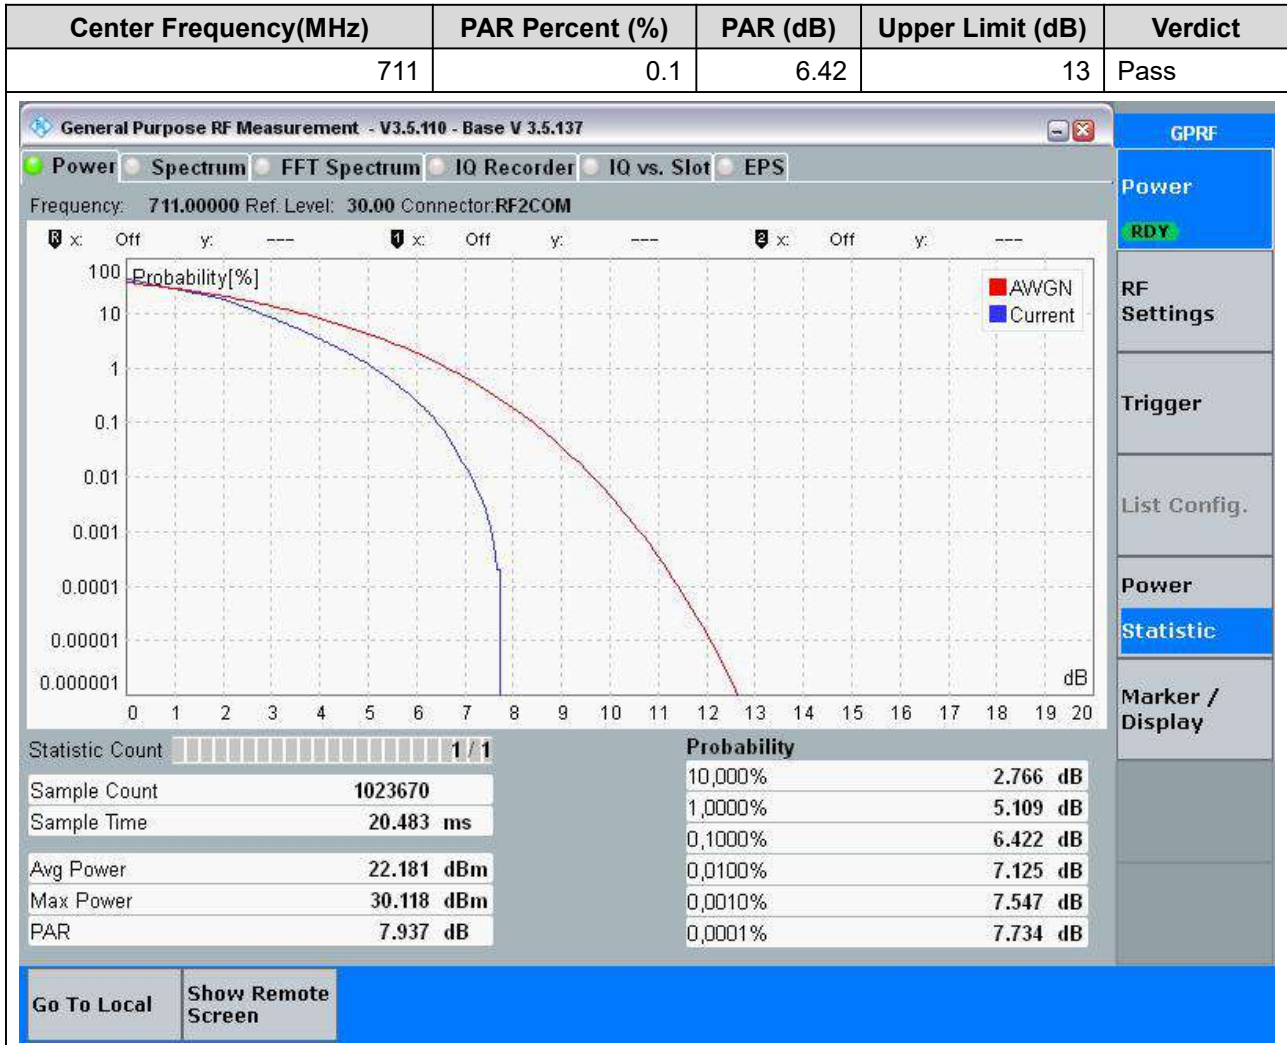 Center Frequency(MHz) PAR Percent (%) PAR (dB) Upper Limit (dB) Verdict
711 0.1 6.42 13 Pass
General Purpose RF Measurement - V3.5.110 - Base V 3.5.137
GPRF
Power Spectrum FFT Spectrum IQ Recorder IQ vs. Slot EPS
Frequency: 711.00000 Ref. Level: 30.00 Connector:RF2COM
R x: Off y: --- 1 x: Off y: --- 2 x: Off y: ---
Probability[%]
100
10
1
0.1
0.01
0.001
0.0001
0.00001
0.000001
AWGN
Current
dB
0 1 2 3 4 5 6 7 8 9 10 11 12 13 14 15 16 17 18 19 20
Statistic Count 1 / 1
Sample Count 1023670
Sample Time 20.483 ms
Avg Power 22.181 dBm
Max Power 30.118 dBm
PAR 7.937 dB
Probability
10,000% 2.766 dB
1,0000% 5.109 dB
0,1000% 6.422 dB
0,0100% 7.125 dB
0,0010% 7.547 dB
0,0001% 7.734 dB
Power
RDY
RF
Settings
Trigger
List Config.
Power
Statistic
Marker /
Display
Go To Local
Show Remote
Screen